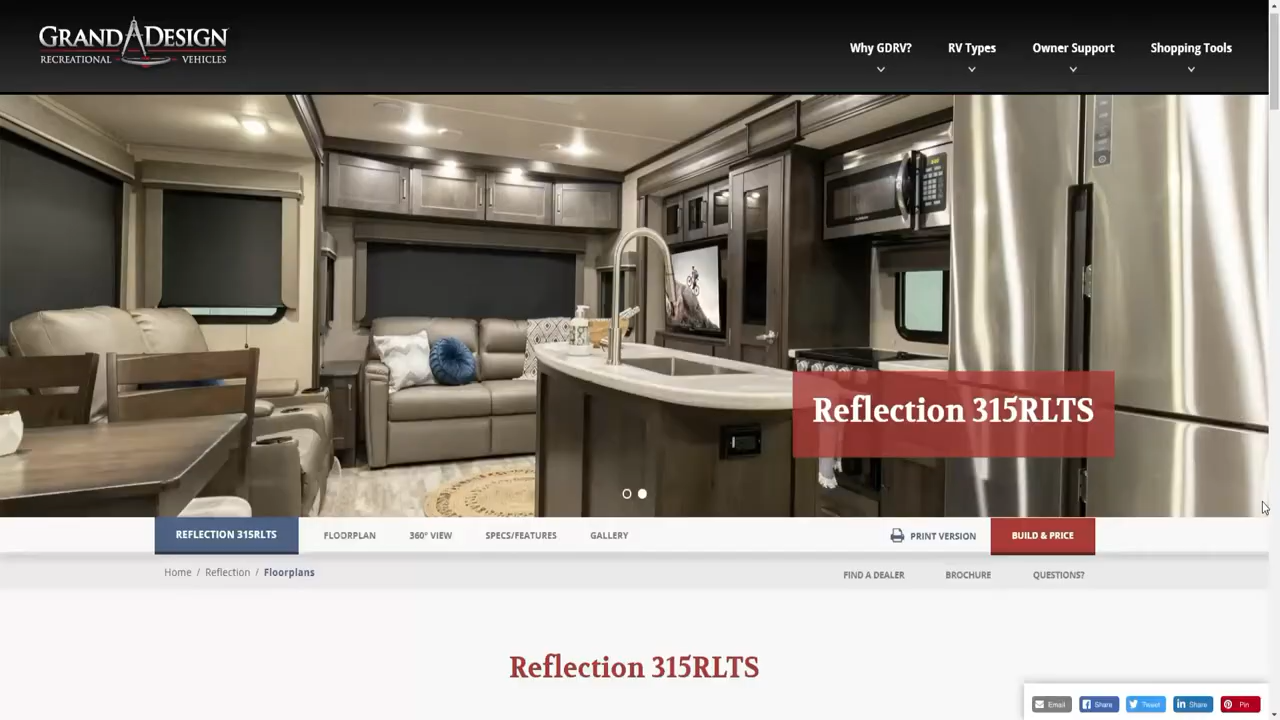 GRAND DESIGN
RECREATIONAL VEHICLES
Why GDRV?
RV Types
Owner Support
Shopping Tools
Reflection 315RLTS
REFLECTION 315RLTS
FLOORPLAN
360° VIEW
SPECS/FEATURES
GALLERY
PRINT VERSION
BUILD & PRICE
Home / Reflection / Floorplans
FIND A DEALER
BROCHURE
QUESTIONS?
Reflection 315RLTS
Email
Share
Tweet
Share
Pin